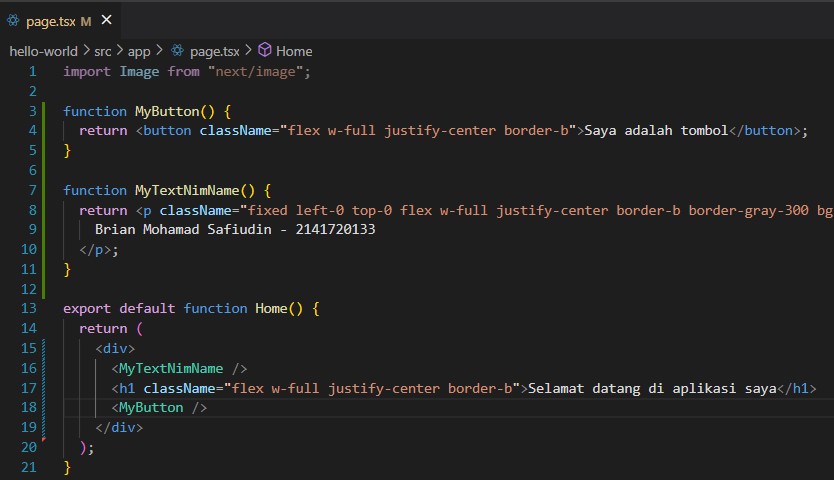 page.tsx M ×
hello-world > src > app > page.tsx > Home
1 import Image from "next/image";
2
3 function MyButton() {
4 return <button className="flex w-full justify-center border-b">Saya adalah tombol</button>;
5 }
6
7 function MyTextNimName() {
8 return <p className="fixed left-0 top-0 flex w-full justify-center border-b border-gray-300 bg
9 Brian Mohamad Safiudin - 2141720133
10 </p>;
11 }
12
13 export default function Home() {
14 return (
15 <div>
16 <MyTextNimName />
17 <h1 className="flex w-full justify-center border-b">Selamat datang di aplikasi saya</h1>
18 <MyButton />
19 </div>
20 );
21 }